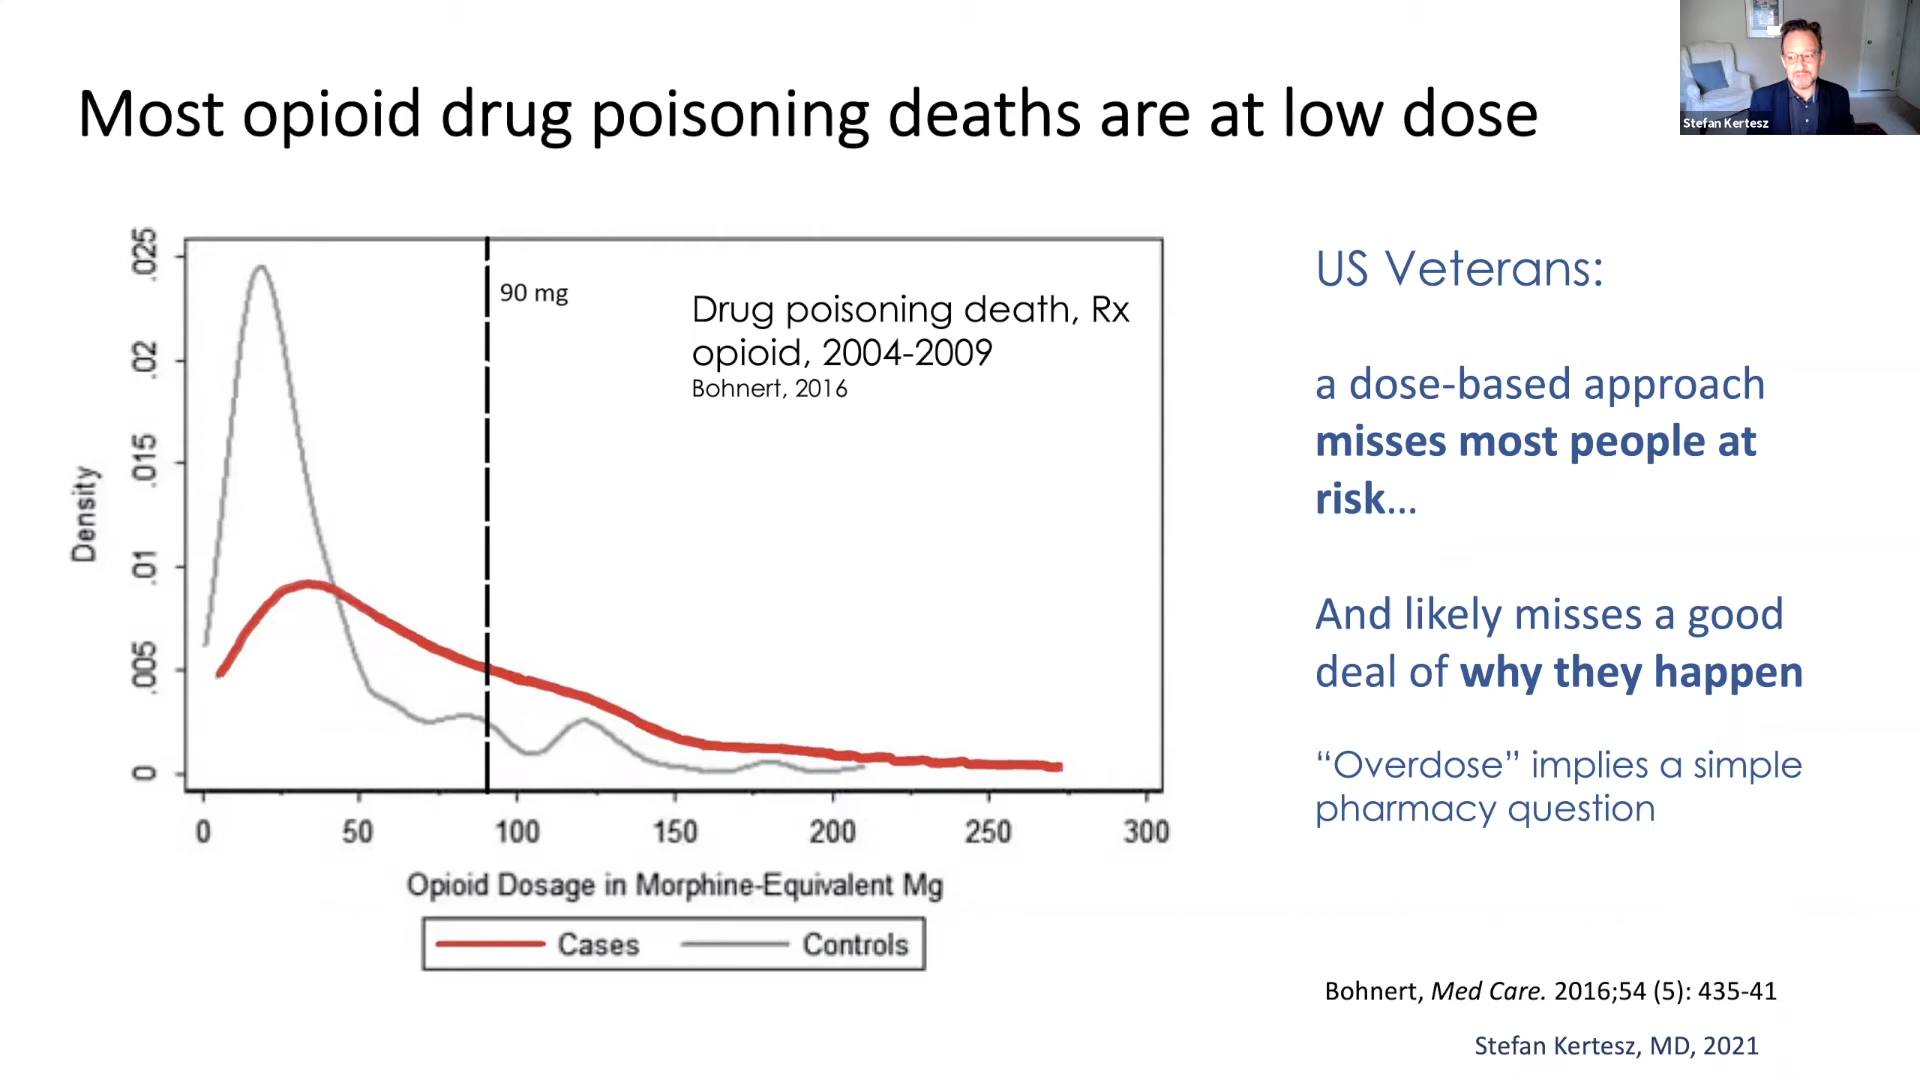 Most opioid drug poisoning deaths are at low dose
Stefan Kertesz
.025
.02
.015
.01
.005
0
Density
90 mg
Drug poisoning death, Rx
opioid, 2004-2009
Bohnert, 2016
0 50 100 150 200 250 300
Opioid Dosage in Morphine-Equivalent Mg
Cases Controls
US Veterans:
a dose-based approach
misses most people at
risk...
And likely misses a good
deal of why they happen
“Overdose” implies a simple
pharmacy question
Bohnert, Med Care. 2016;54 (5): 435-41
Stefan Kertesz, MD, 2021